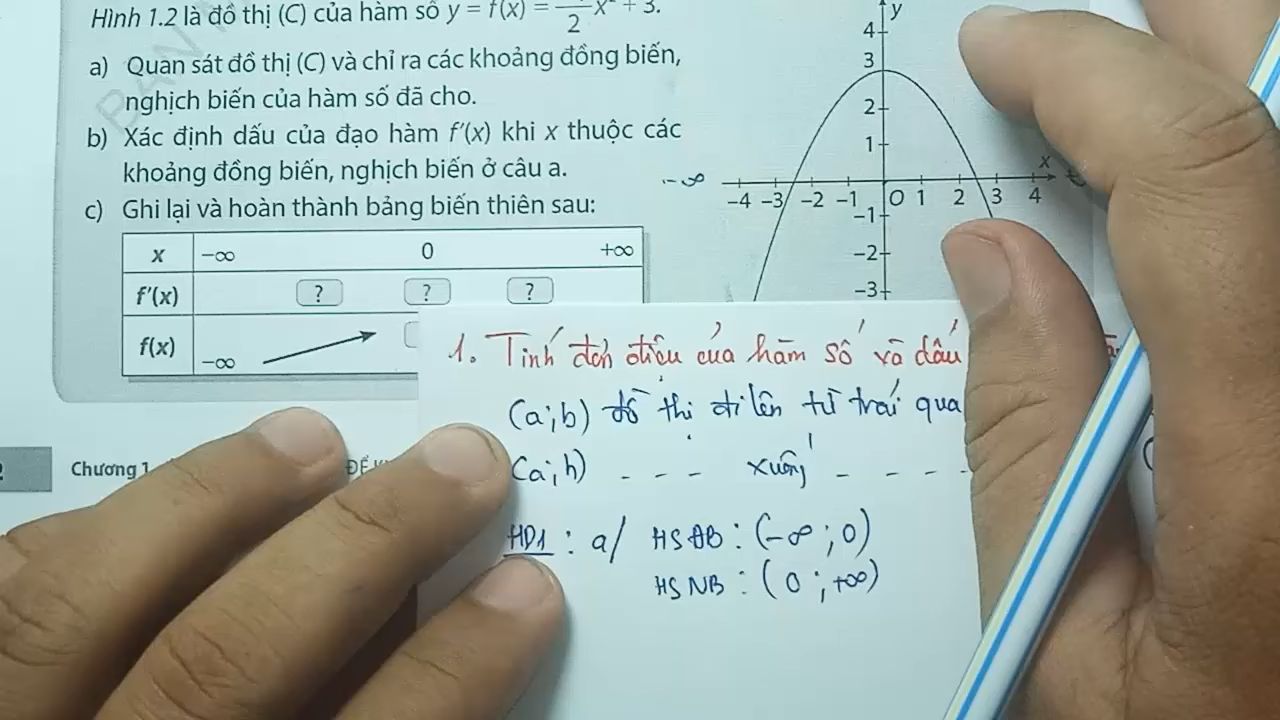 Hình 1.2 là đồ thị (C) của hàm số y = f(x) = 2 x² + 3.
a) Quan sát đồ thị (C) và chỉ ra các khoảng đồng biến,
nghịch biến của hàm số đã cho.
b) Xác định dấu của đạo hàm f'(x) khi x thuộc các
khoảng đồng biến, nghịch biến ở câu a.
c) Ghi lại và hoàn thành bảng biến thiên sau:
x −∞ 0 +∞
f'(x) ? ? ?
f(x) −∞
y
4
3
2
1
x
−∞
−4 −3 −2 −1 O 1 2 3 4
−1
−2
−3
1. Tính đơn điệu của hàm số và dấu
(a;b) đồ thị đi lên từ trái qua
(a;b) - - - xuống - - - -
HĐ1 : a/ HSĐB : (−∞ ; 0)
HSNB : (0 ; +∞)
Chương 1